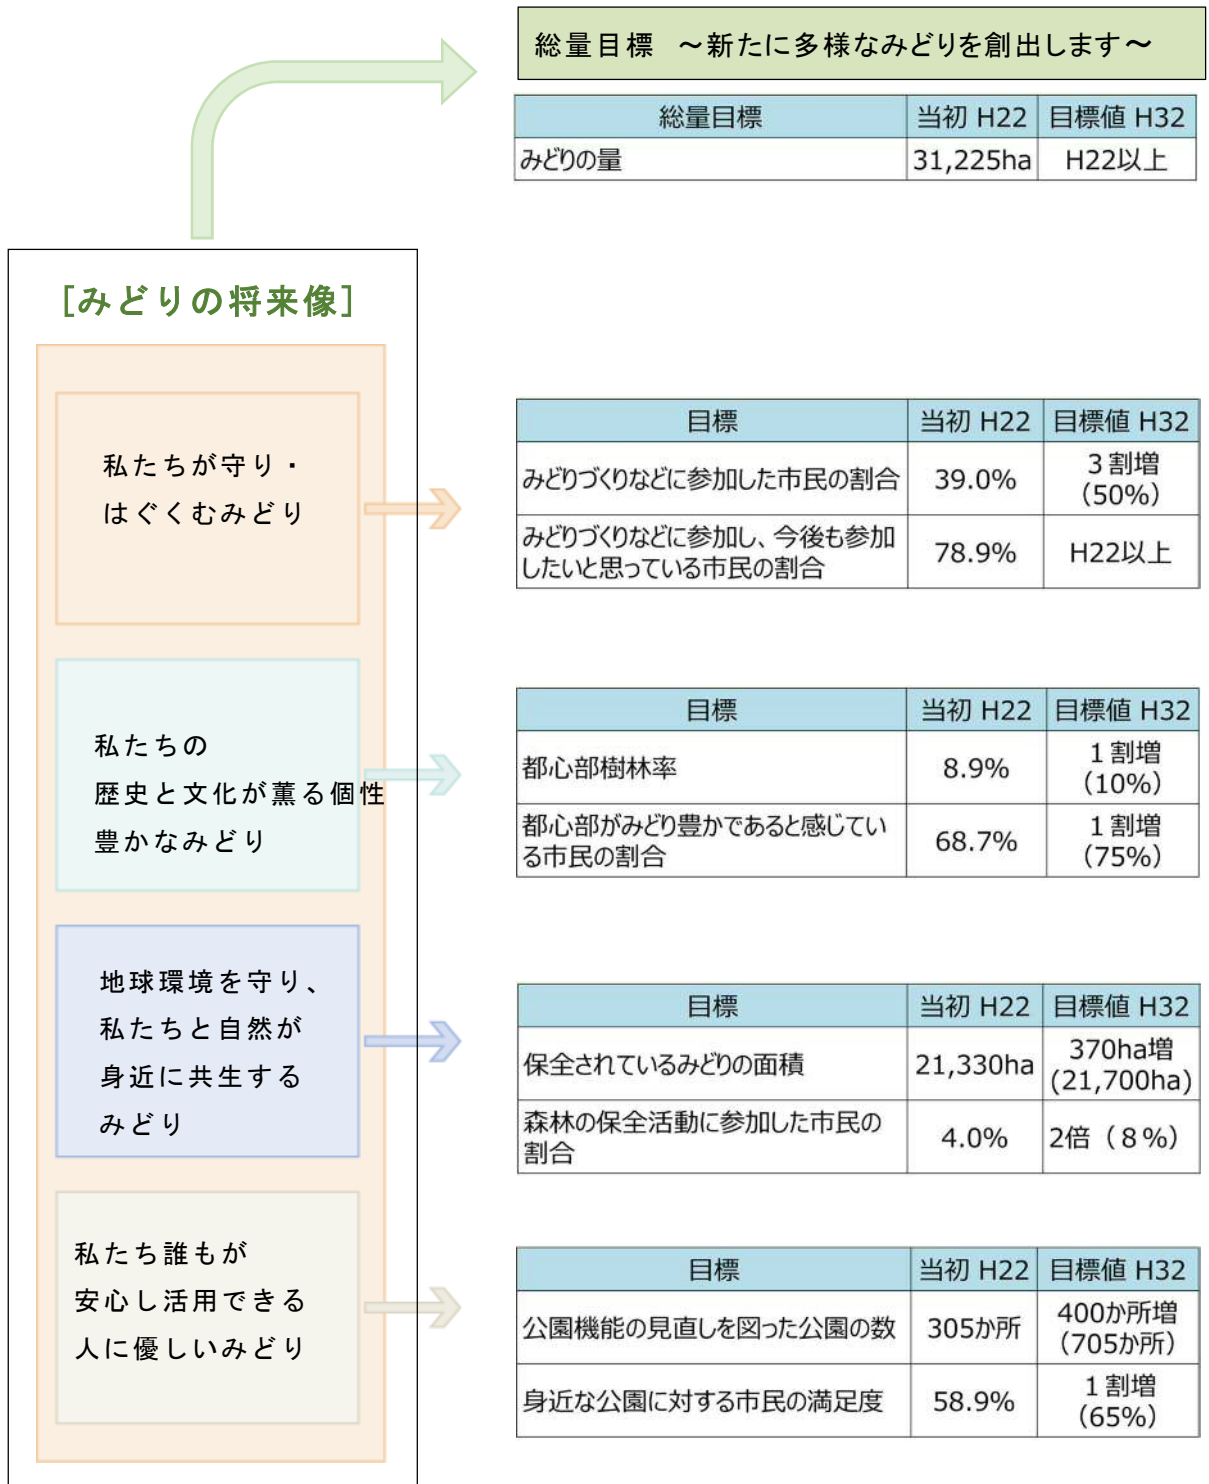 総量目標　～新たに多様なみどりを創出します～
総量目標 当初 H22 目標値 H32
みどりの量 31,225ha H22以上
[みどりの将来像]
私たちが守り・
はぐくむみどり
目標 当初 H22 目標値 H32
みどりづくりなどに参加した市民の割合 39.0% 3割増
(50%)
みどりづくりなどに参加し、今後も参加
したいと思っている市民の割合 78.9% H22以上
私たちの
歴史と文化が薫る個性
豊かなみどり
目標 当初 H22 目標値 H32
都心部樹林率 8.9% 1割増
(10%)
都心部がみどり豊かであると感じてい
る市民の割合 68.7% 1割増
(75%)
地球環境を守り、
私たちと自然が
身近に共生する
みどり
目標 当初 H22 目標値 H32
保全されているみどりの面積 21,330ha 370ha増
(21,700ha)
森林の保全活動に参加した市民の
割合 4.0% 2倍（8%）
私たち誰もが
安心し活用できる
人に優しいみどり
目標 当初 H22 目標値 H32
公園機能の見直しを図った公園の数 305か所 400か所増
(705か所)
身近な公園に対する市民の満足度 58.9% 1割増
(65%)